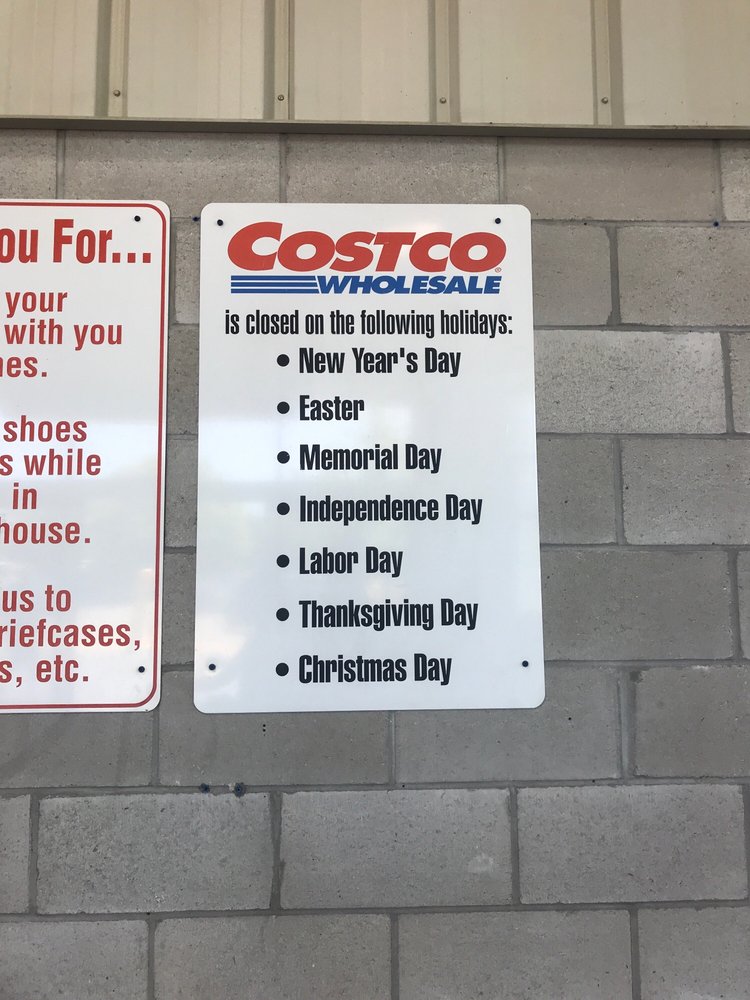 ou For...
your
with you
es.
shoes
s while
in
house.
us to
riefcases,
s, etc.
COSTCO
WHOLESALE
is closed on the following holidays:
• New Year's Day
• Easter
• Memorial Day
• Independence Day
• Labor Day
• Thanksgiving Day
• Christmas Day